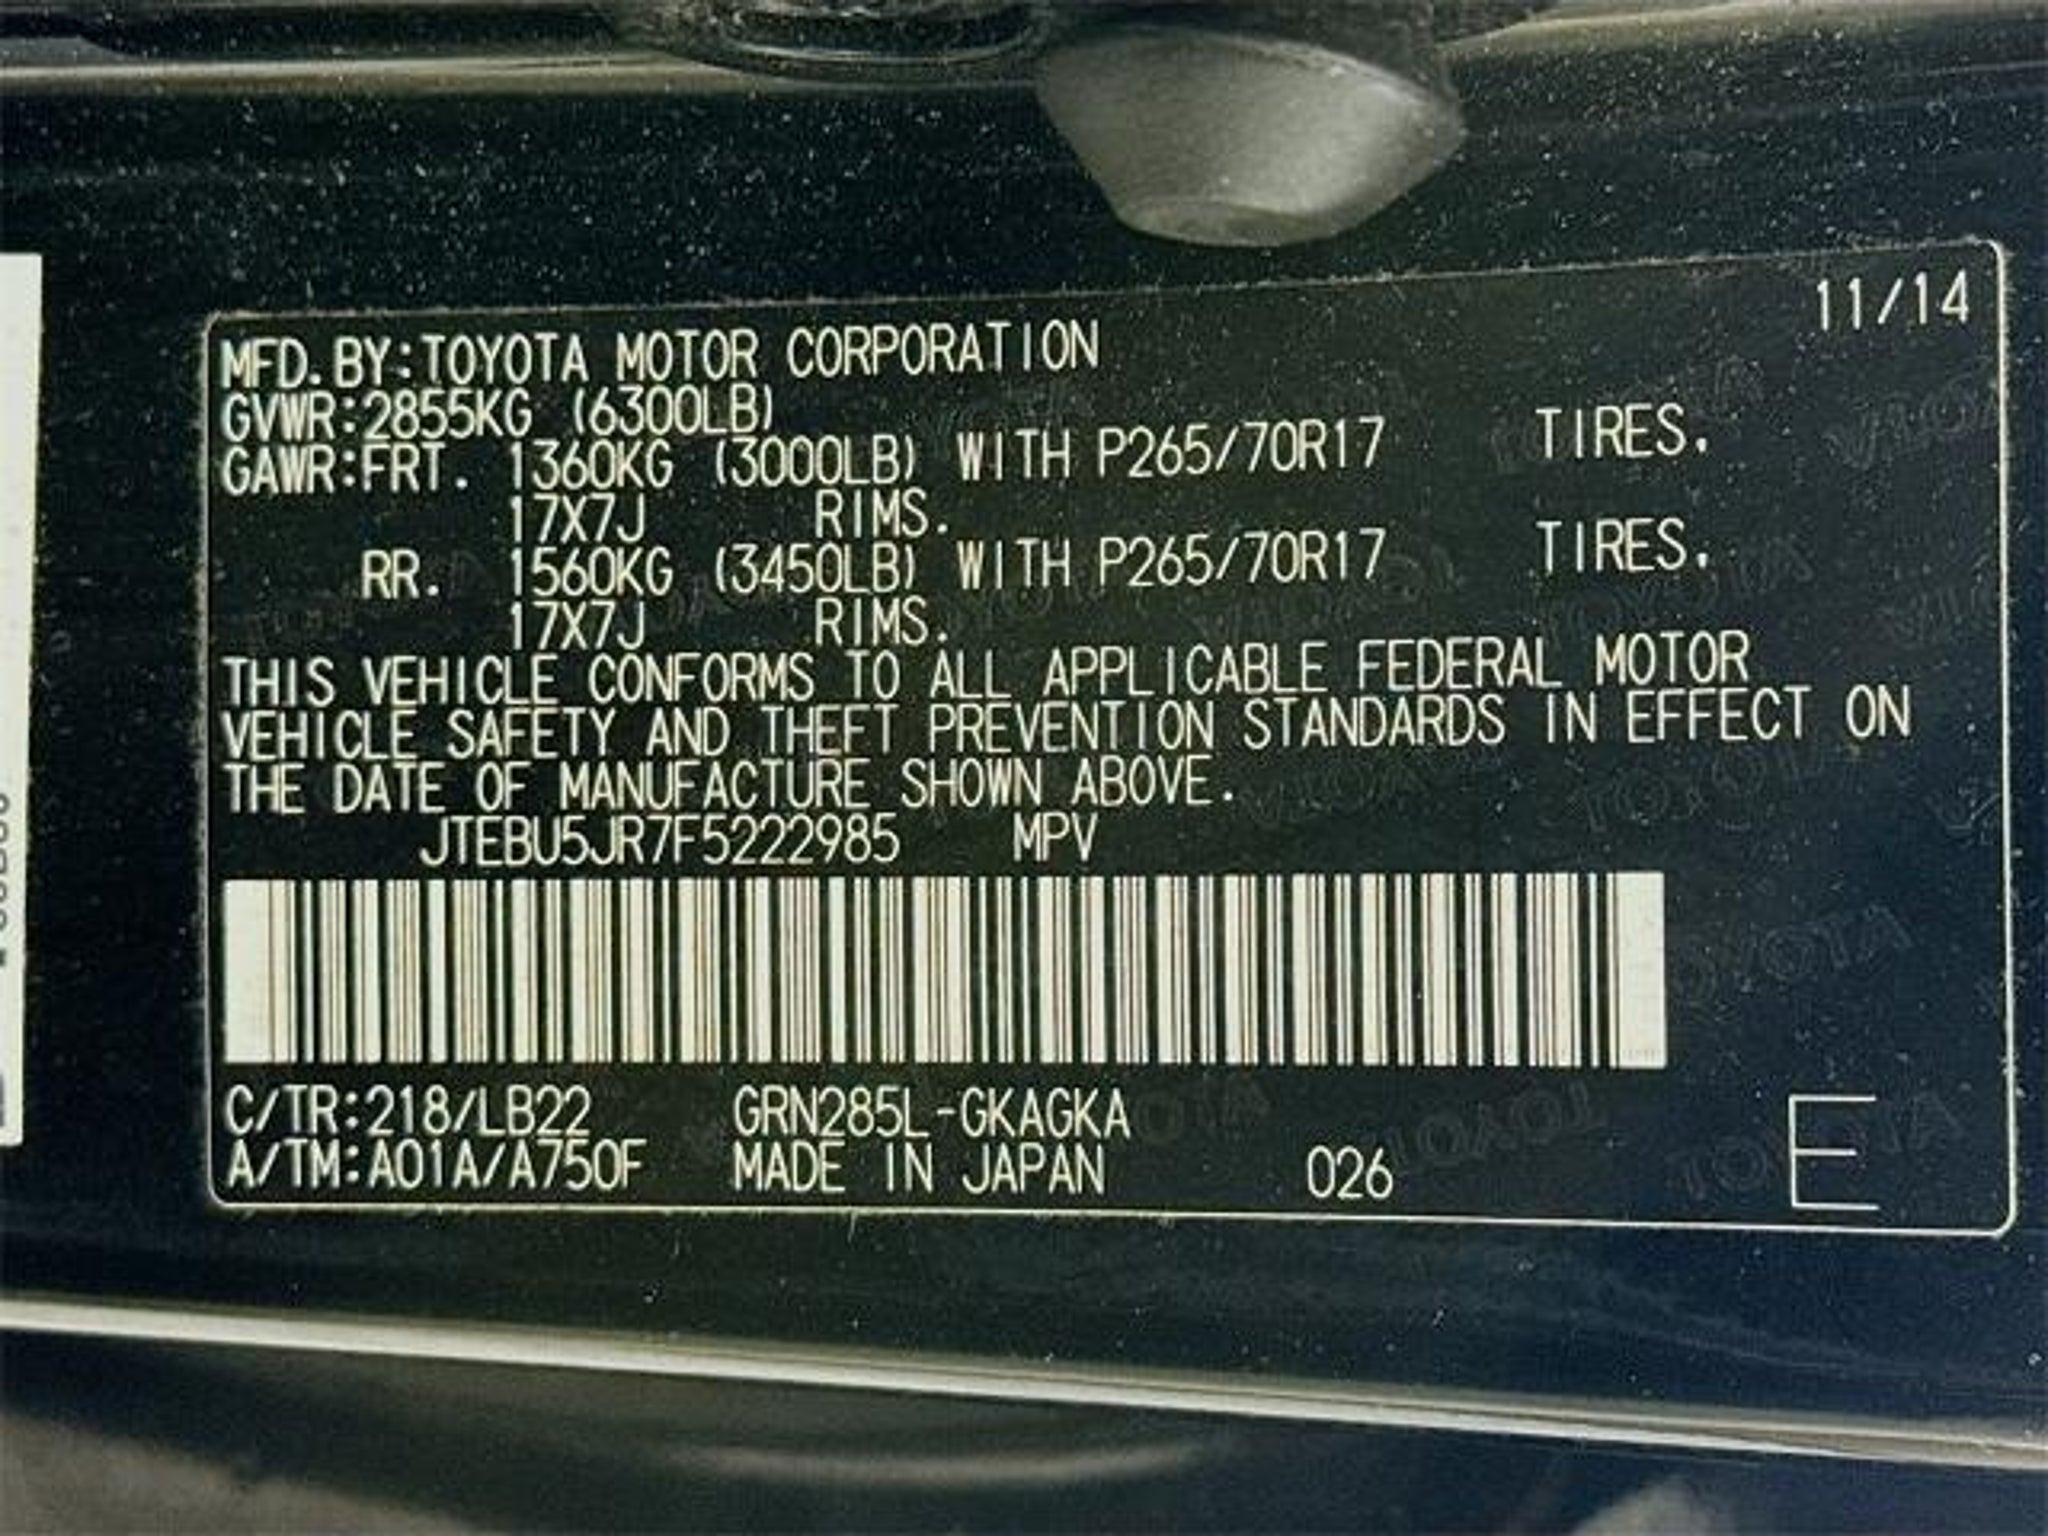 11/14
MFD.BY:TOYOTA MOTOR CORPORATION
GVWR:2855KG (6300LB)
GAWR:FRT. 1360KG (3000LB) WITH P265/70R17 TIRES.
17X7J RIMS.
RR. 1560KG (3450LB) WITH P265/70R17 TIRES.
17X7J RIMS.
THIS VEHICLE CONFORMS TO ALL APPLICABLE FEDERAL MOTOR
VEHICLE SAFETY AND THEFT PREVENTION STANDARDS IN EFFECT ON
THE DATE OF MANUFACTURE SHOWN ABOVE.
JTEBU5JR7F5222985 MPV
C/TR:218/LB22 GRN285L-GKAGKA
A/TM:A01A/A750F MADE IN JAPAN 026 E